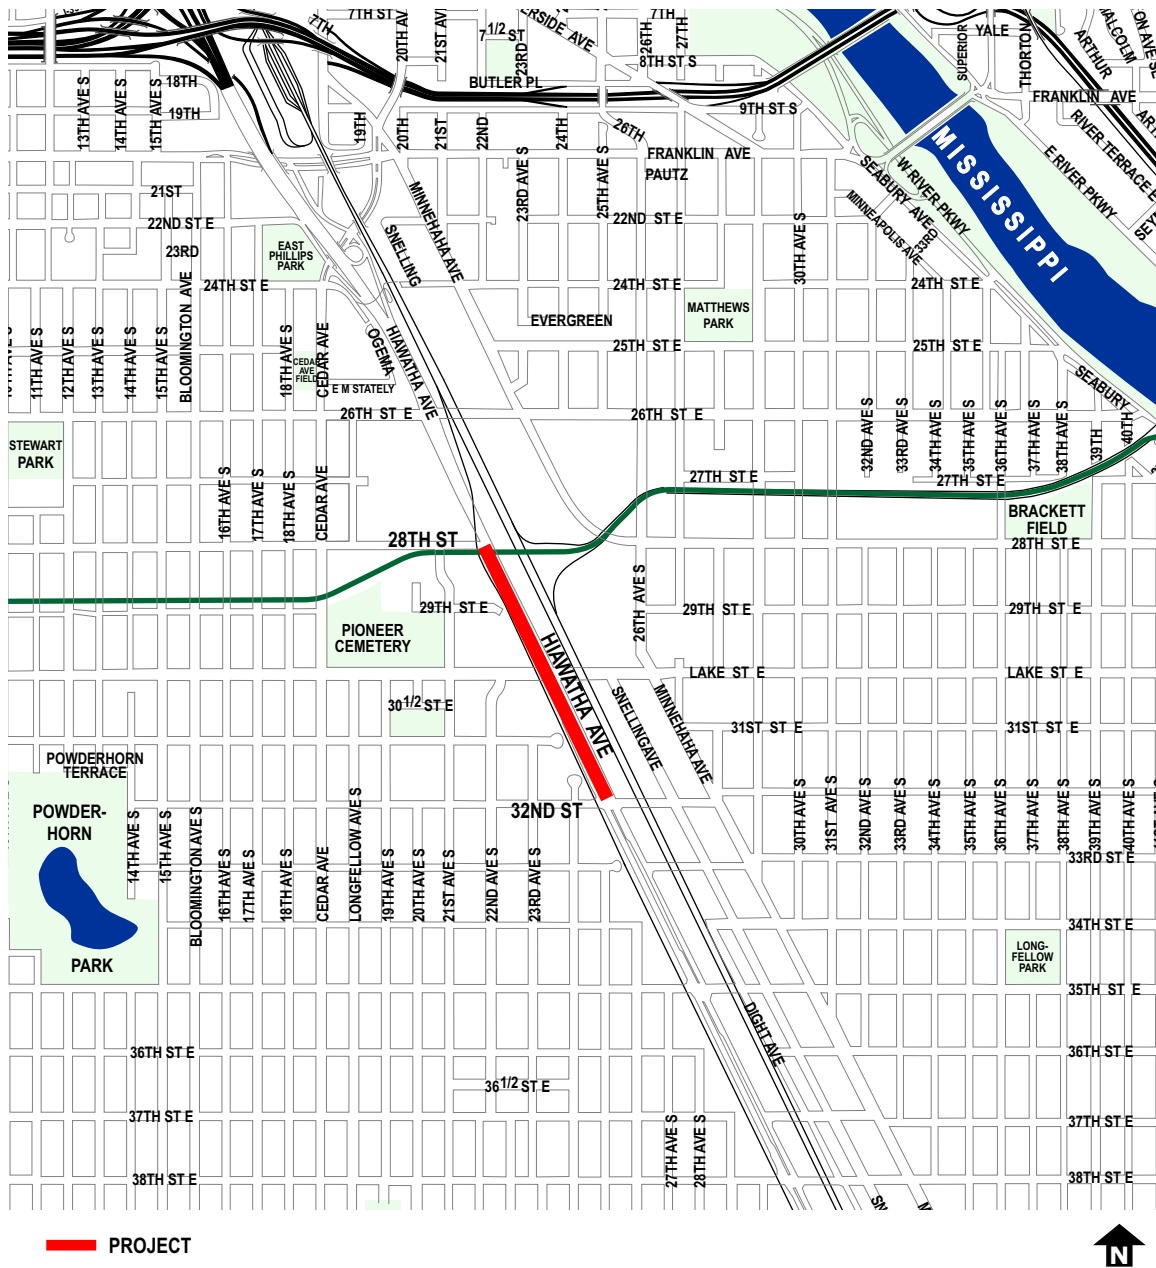 7TH
7TH ST
20TH AV
21ST AV
7 1/2 ST
23RD
ERSIDE AVE
26TH
7TH
27TH
8TH ST S
BUTLER PL
9TH ST S
SUPERIOR
YALE
THORTON
ARTHUR
MALCOLM
ON AVE SE
FRANKLIN AVE
RIVER TERRACE E
ART
E RIVER PKWY
SE
ST
13TH AVE S
14TH AVE S
15TH AVE S
18TH
19TH
19TH
20TH
21ST
22ND
24TH
26TH
FRANKLIN AVE
PAUTZ
23RD AVE S
25TH AVE S
22ND ST E
30TH AVE S
SEABURY AVE
W RIVER PKWY
MINNEAPOLIS AVE
33RD
MISSISSIPPI
21ST
22ND ST E
23RD
EAST
PHILLIPS
PARK
24TH ST E
SNELLING
MINNEHAHA AVE
24TH ST E
24TH ST E
MATTHEWS
PARK
EVERGREEN
25TH ST E
25TH ST E
SEABURY
11TH AVE S
12TH AVE S
13TH AVE S
14TH AVE S
15TH AVE S
BLOOMINGTON AVE
18TH AVE S
CEDAR
AVE
FIELD
CEDAR AVE
OGEMA
HIAWATHA AVE
E M STATELY
26TH ST E
26TH ST E
32ND AVE S
33RD AVE S
34TH AVE S
35TH AVE S
36TH AVE S
37TH AVE S
38TH AVE S
39TH
40TH
STEWART
PARK
16TH AVE S
17TH AVE S
18TH AVE S
CEDAR AVE
27TH ST E
27TH ST E
BRACKETT
FIELD
28TH ST
28TH ST E
29TH ST E
26TH AVE S
29TH ST E
29TH ST E
PIONEER
CEMETERY
HIAWATHA AVE
LAKE ST E
LAKE ST E
30 1/2 ST E
SNELLING AVE
MINNEHAHA AVE
31ST ST E
31ST ST E
POWDERHORN
TERRACE
POWDER-
HORN
PARK
32ND ST
14TH AVE S
15TH AVE S
BLOOMINGTON AVE S
16TH AVE S
17TH AVE S
18TH AVE S
CEDAR AVE
LONGFELLOW AVE S
19TH AVE S
20TH AVE S
21ST AVE S
22ND AVE S
23RD AVE S
30TH AVE S
31ST AVE S
32ND AVE S
33RD AVE S
34TH AVE S
35TH AVE S
36TH AVE S
37TH AVE S
38TH AVE S
39TH AVE S
40TH AVE S
33RD ST E
34TH ST E
LONG-
FELLOW
PARK
35TH ST E
DIGHT AVE
36TH ST E
36TH ST E
36 1/2 ST E
37TH ST E
37TH ST E
27TH AVE S
28TH AVE S
38TH ST E
38TH ST E
SN
PROJECT
N